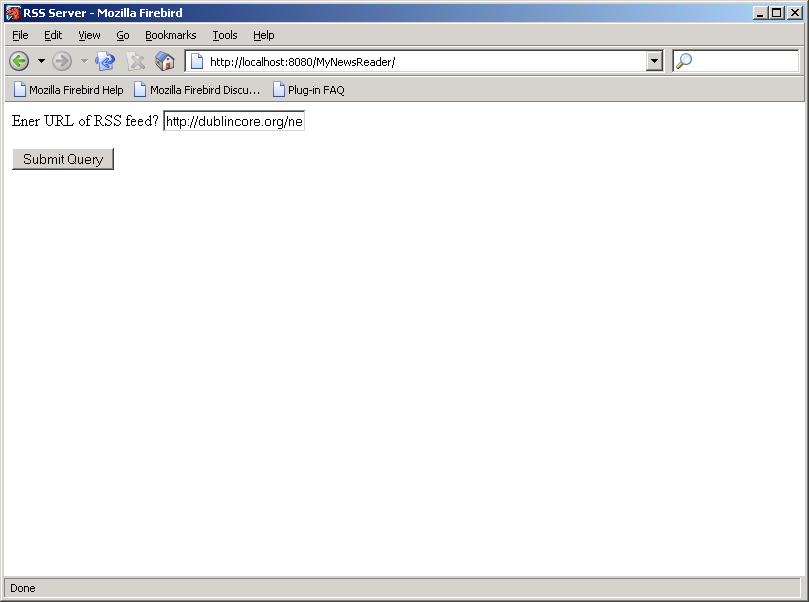 RSS Server - Mozilla Firebird
File Edit View Go Bookmarks Tools Help
http://localhost:8080/MyNewsReader/
Mozilla Firebird Help Mozilla Firebird Discu... Plug-in FAQ
Ener URL of RSS feed? http://dublincore.org/ne
Submit Query
Done